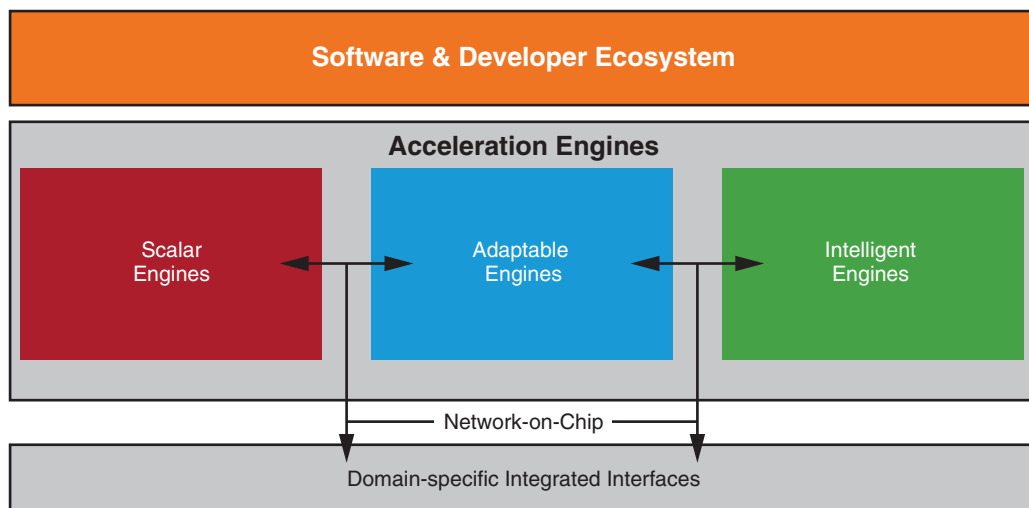 Software & Developer Ecosystem
Acceleration Engines
Scalar
Engines
Adaptable
Engines
Intelligent
Engines
Network-on-Chip
Domain-specific Integrated Interfaces